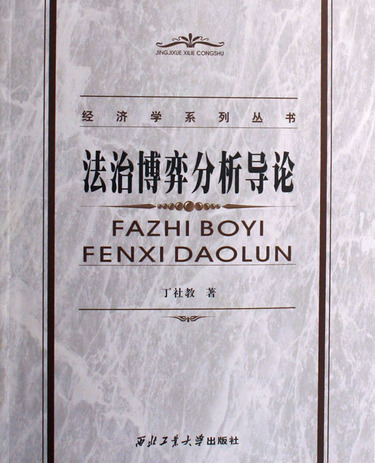 JINGJIXUE XILIE CONGSHU
经济学系列丛书
法治博弈分析导论
FAZHI BOYI
FENXI DAOLUN
丁社教 著
西北工业大学出版社